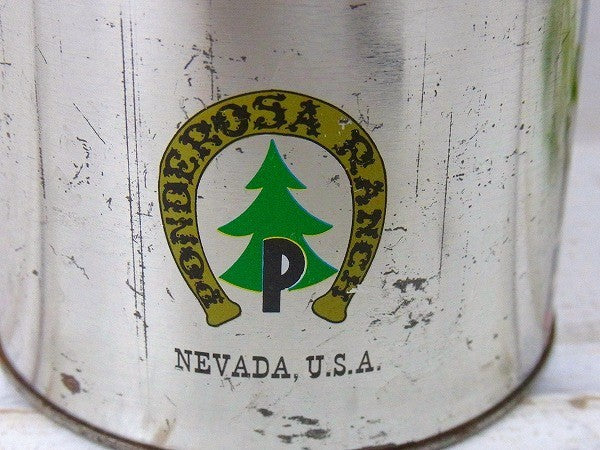 PONDEROSA RANCH
P
NEVADA, U.S.A.